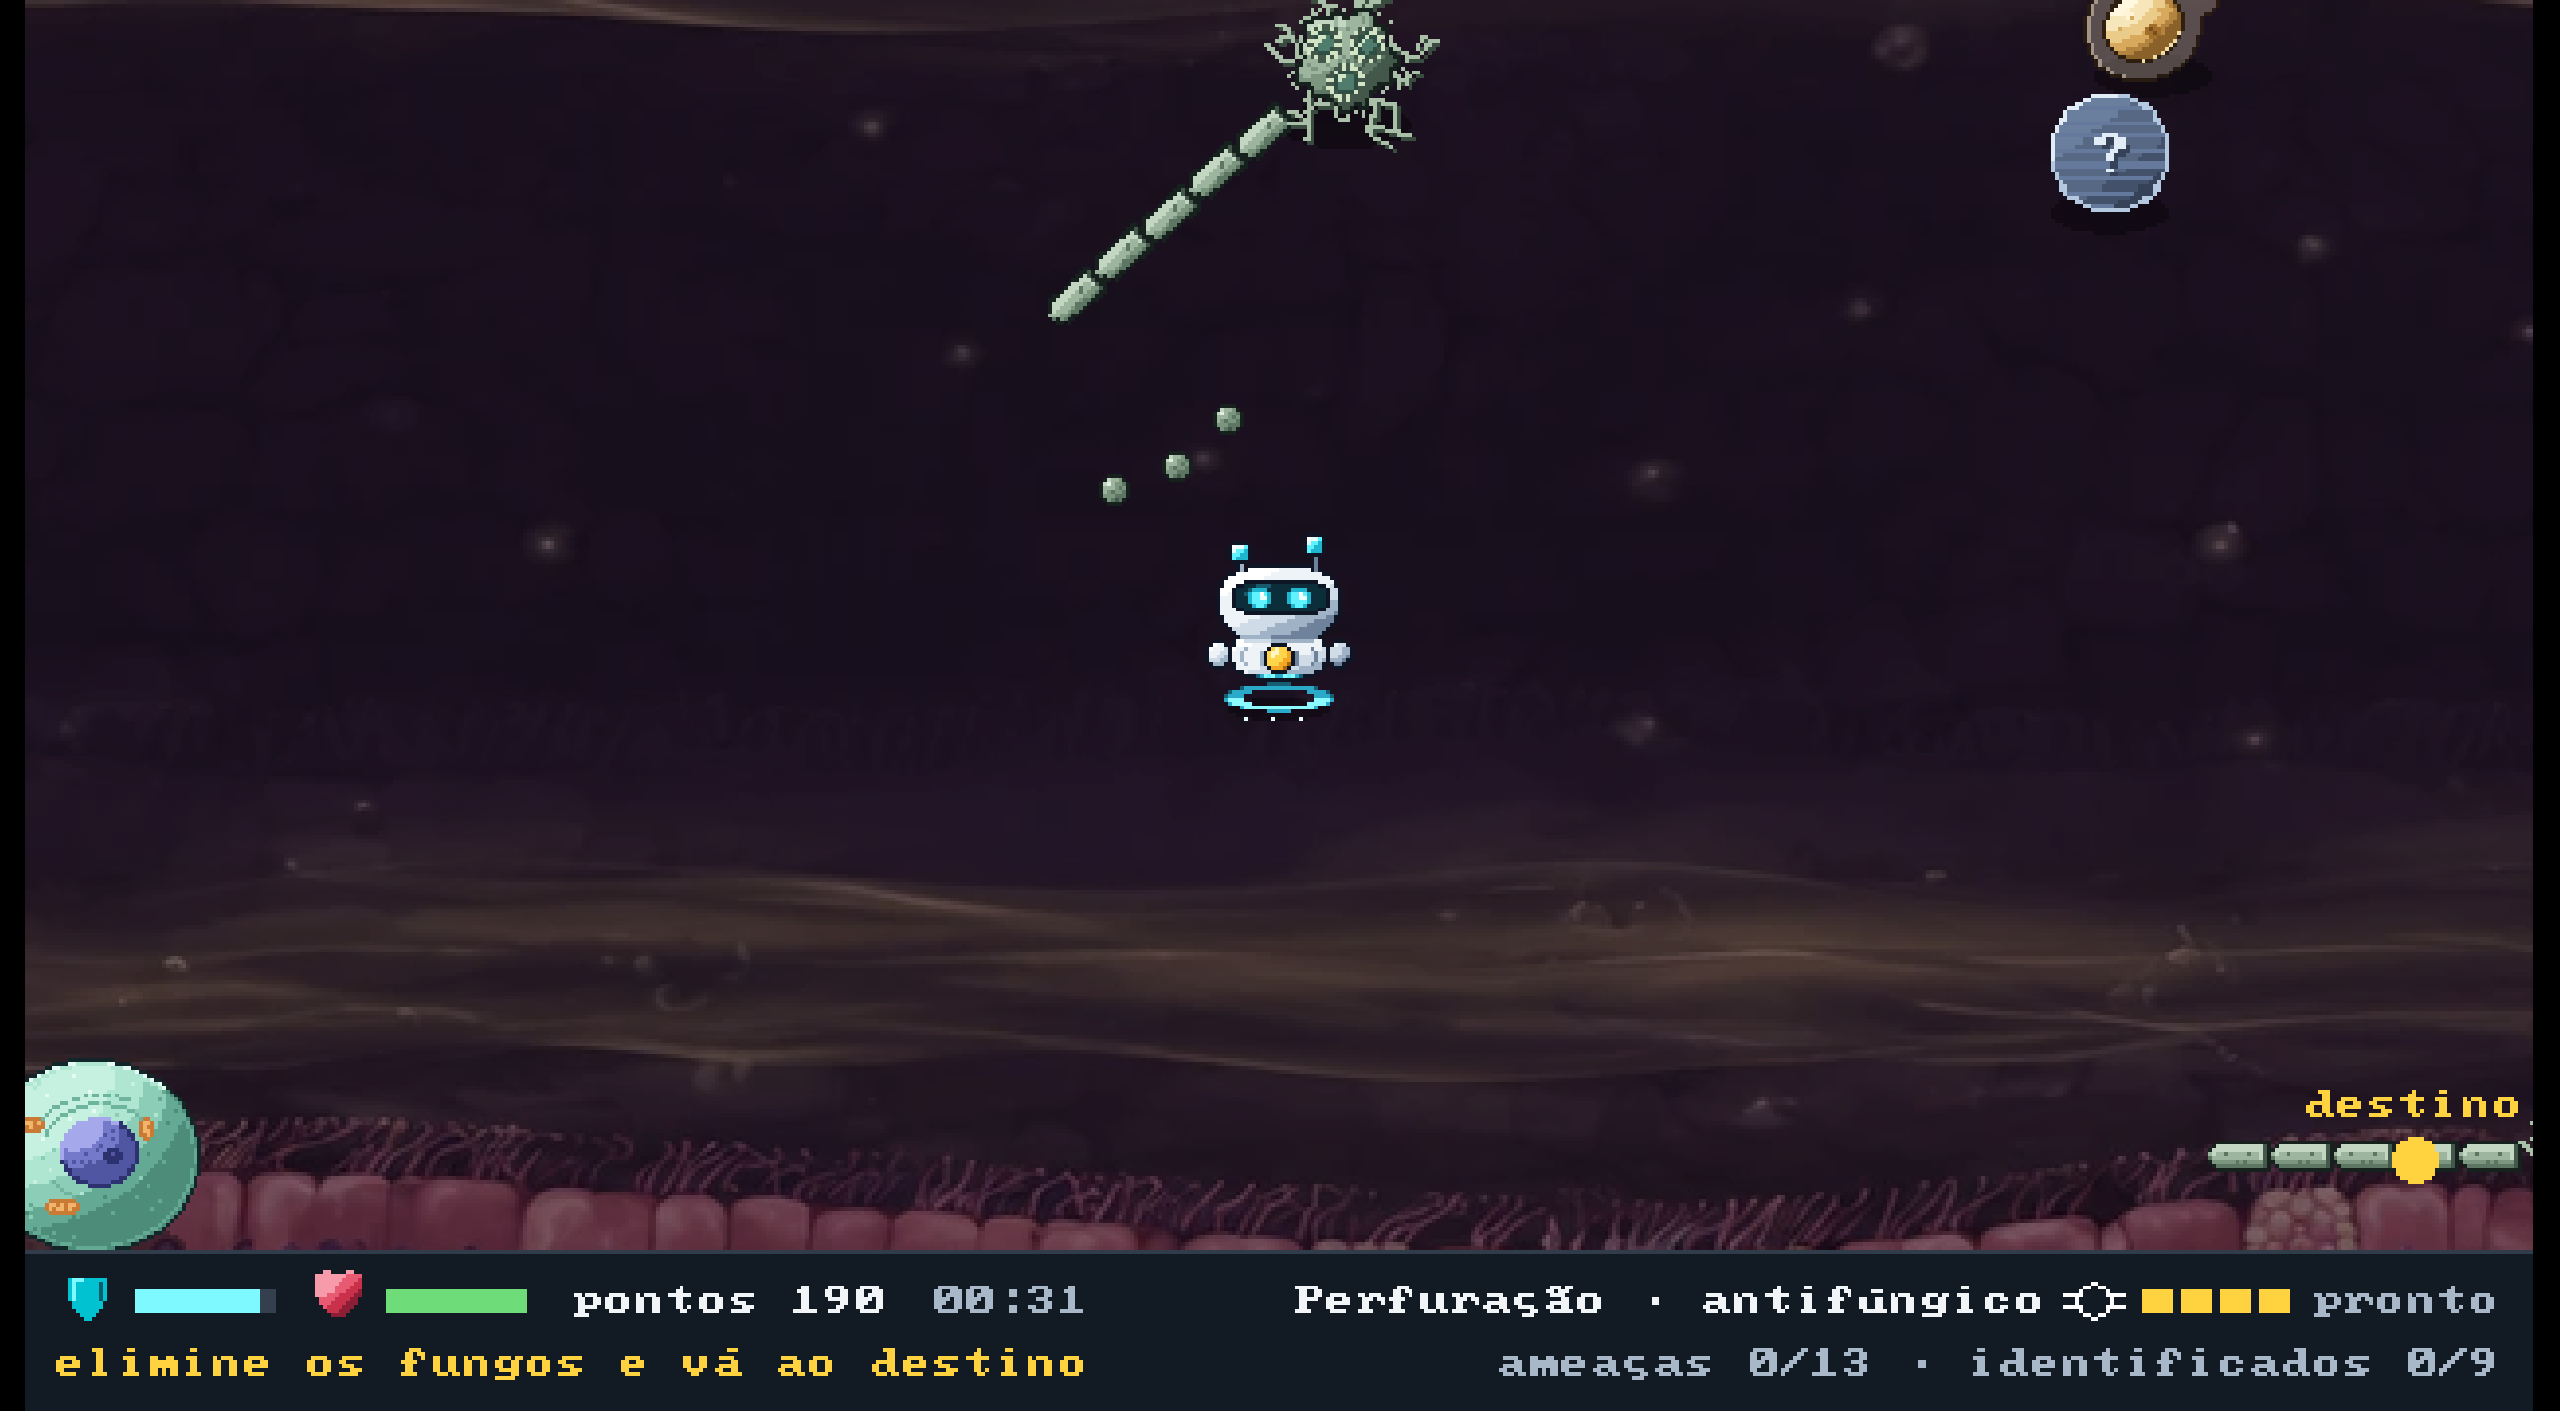 ?
destino
pontos 190 00:31
Perfuração · antifúngico pronto
elimine os fungos e vá ao destino
ameaças 0/13 · identificados 0/9